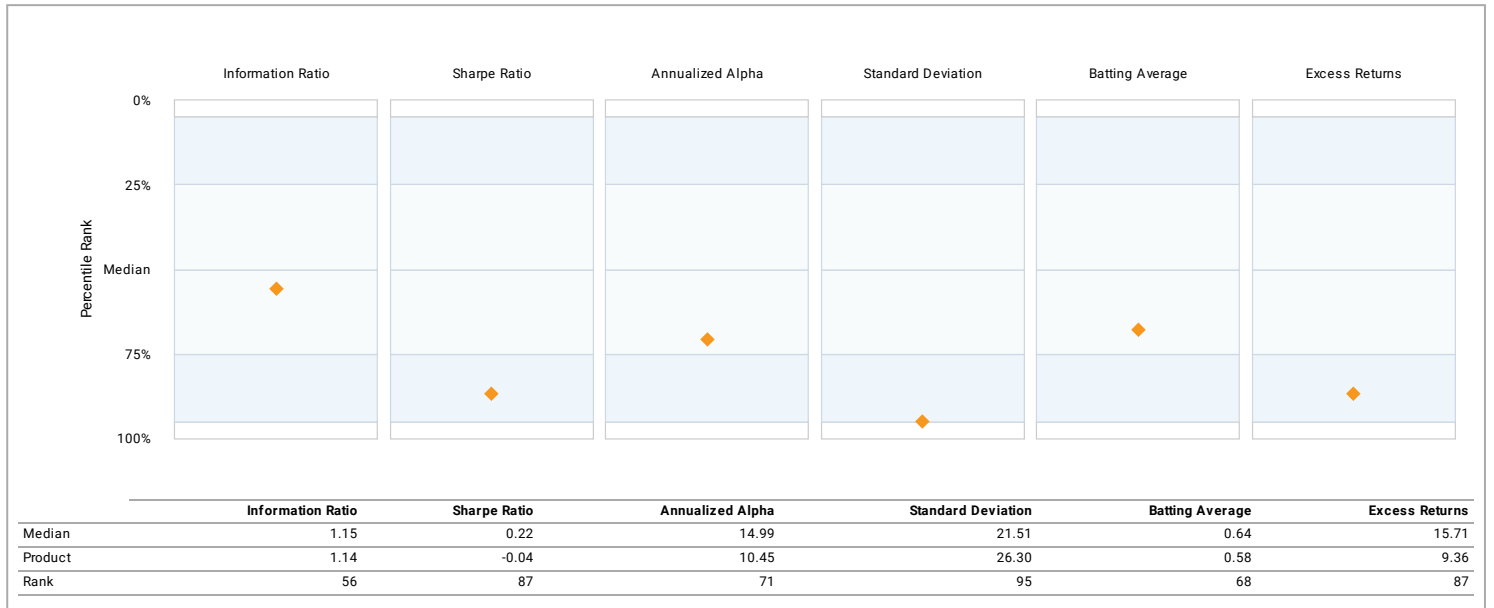 Information Ratio Sharpe Ratio Annualized Alpha Standard Deviation Batting Average Excess Returns
0%
25%
Median
75%
100%
Percentile Rank
Information Ratio Sharpe Ratio Annualized Alpha Standard Deviation Batting Average Excess Returns
Median 1.15 0.22 14.99 21.51 0.64 15.71
Product 1.14 -0.04 10.45 26.30 0.58 9.36
Rank 56 87 71 95 68 87